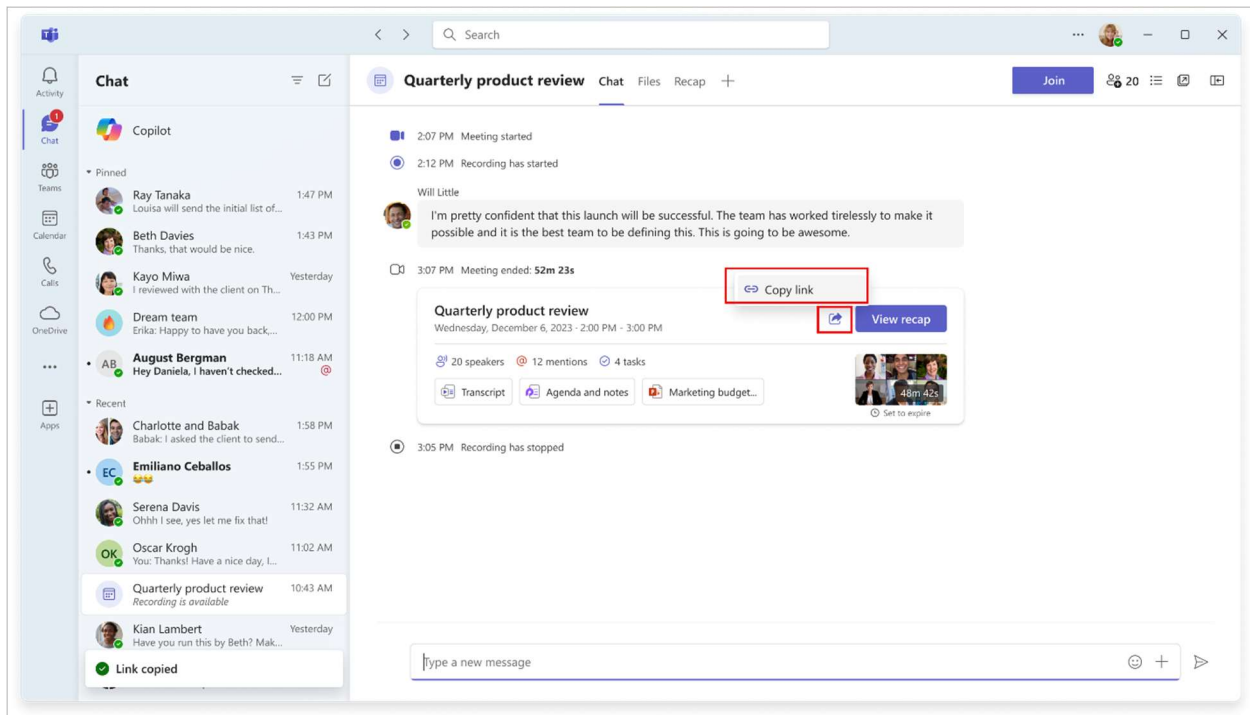 Search
Activity
1
Chat
Teams
Calendar
Calls
OneDrive
Apps
Chat
Copilot
Pinned
Ray Tanaka 1:47 PM
Louisa will send the initial list of...
Beth Davies 1:43 PM
Thanks, that would be nice.
Kayo Miwa Yesterday
I reviewed with the client on Th...
Dream team 12:00 PM
Erika: Happy to have you back,...
AB August Bergman 11:18 AM
Hey Daniela, I haven't checked... @
Recent
Charlotte and Babak 1:58 PM
Babak: I asked the client to send...
EC Emiliano Ceballos 1:55 PM
Serena Davis 11:32 AM
Ohhh I see, yes let me fix that!
OK Oscar Krogh 11:02 AM
You: Thanks! Have a nice day, I...
Quarterly product review 10:43 AM
Recording is available
Kian Lambert Yesterday
Have you run this by Beth? Mak...
Link copied
Quarterly product review Chat Files Recap
Join 20
2:07 PM Meeting started
2:12 PM Recording has started
Will Little
I'm pretty confident that this launch will be successful. The team has worked tirelessly to make it
possible and it is the best team to be defining this. This is going to be awesome.
3:07 PM Meeting ended: 52m 23s
Copy link
Quarterly product review
Wednesday, December 6, 2023 · 2:00 PM - 3:00 PM
View recap
20 speakers @ 12 mentions 4 tasks
Transcript Agenda and notes Marketing budget...
48m 42s
Set to expire
3:05 PM Recording has stopped
Type a new message